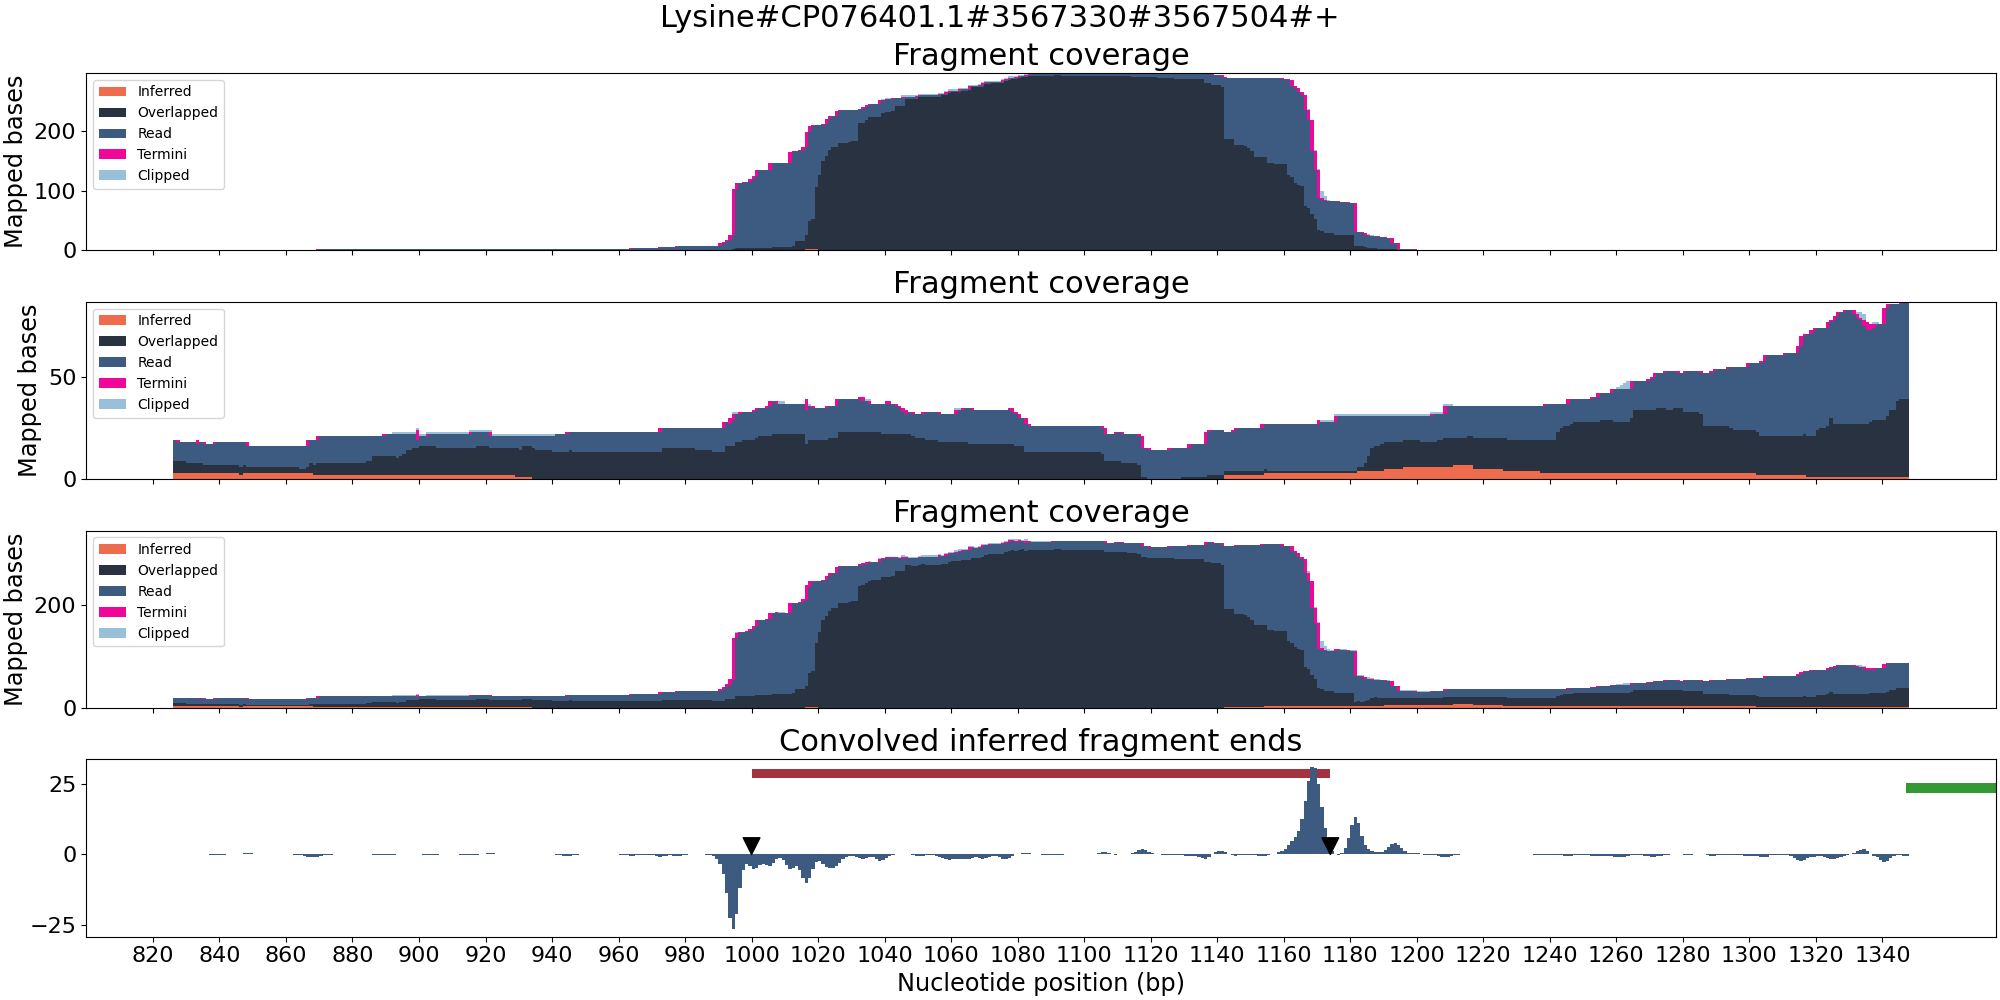 Lysine#CP076401.1#3567330#3567504#+
Fragment coverage
Mapped bases
200
100
0
Inferred
Overlapped
Read
Termini
Clipped
Fragment coverage
Mapped bases
50
0
Inferred
Overlapped
Read
Termini
Clipped
Fragment coverage
Mapped bases
200
0
Inferred
Overlapped
Read
Termini
Clipped
Convolved inferred fragment ends
25
0
−25
820 840 860 880 900 920 940 960 980 1000 1020 1040 1060 1080 1100 1120 1140 1160 1180 1200 1220 1240 1260 1280 1300 1320 1340
Nucleotide position (bp)